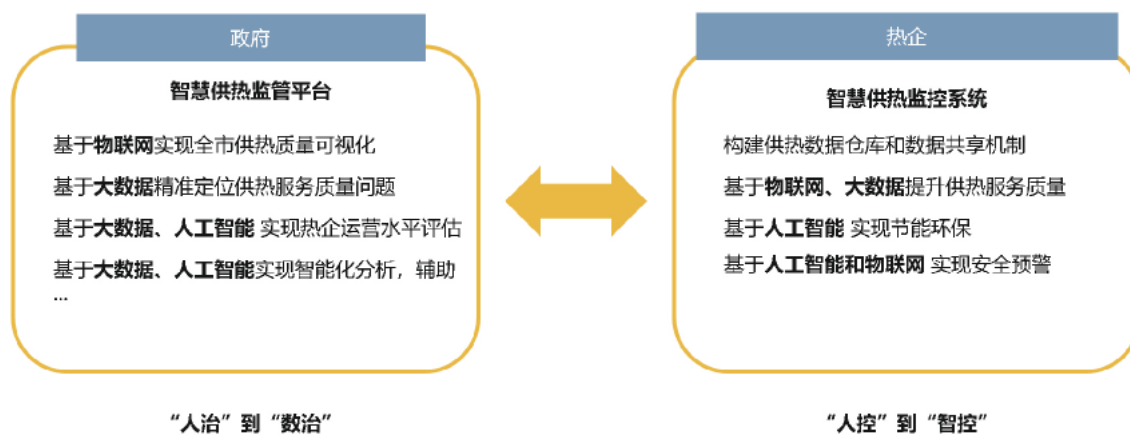 政府
智慧供热监管平台
基于物联网实现全市供热质量可视化
基于大数据精准定位供热服务质量问题
基于大数据、人工智能 实现热企运营水平评估
基于大数据、人工智能实现智能化分析，辅助
...
“人治” 到 “数治”
热企
智慧供热监控系统
构建供热数据仓库和数据共享机制
基于物联网、大数据提升供热服务质量
基于人工智能 实现节能环保
基于人工智能和物联网 实现安全预警
“人控” 到 “智控”